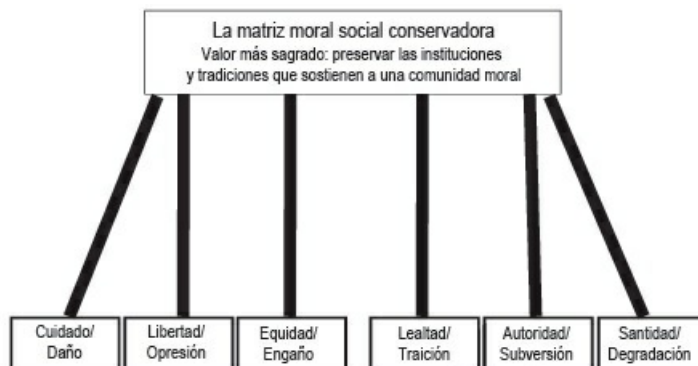 La matriz moral social conservadora
Valor más sagrado: preservar las instituciones
y tradiciones que sostienen a una comunidad moral
Cuidado/
Daño
Libertad/
Opresión
Equidad/
Engaño
Lealtad/
Traición
Autoridad/
Subversión
Santidad/
Degradación